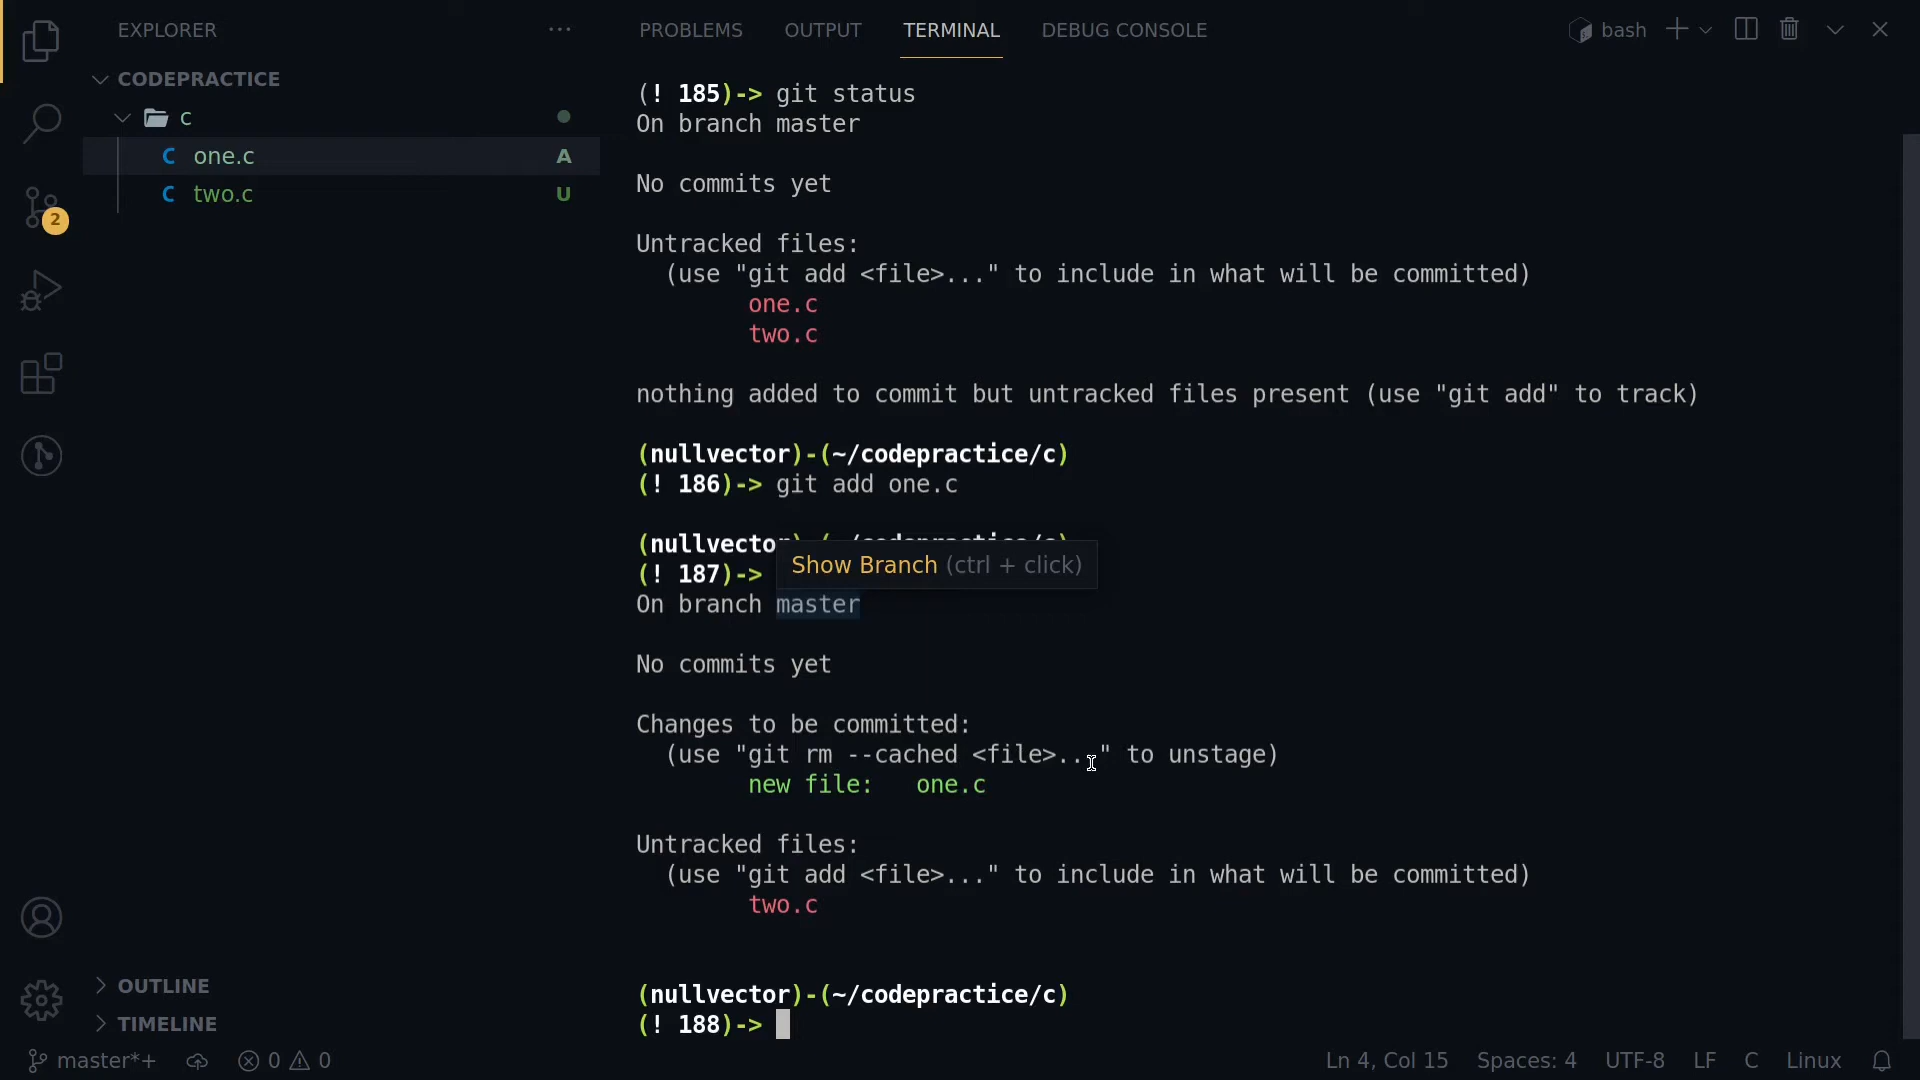 EXPLORER
CODEPRACTICE
c
C one.c A
C two.c U
2
OUTLINE
TIMELINE
PROBLEMS OUTPUT TERMINAL DEBUG CONSOLE
bash
(! 185)-> git status
On branch master
No commits yet
Untracked files:
(use "git add <file>..." to include in what will be committed)
one.c
two.c
nothing added to commit but untracked files present (use "git add" to track)
(nullvector)-(~/codepractice/c)
(! 186)-> git add one.c
(nullvector)-(~/codepractice/c)
Show Branch (ctrl + click)
(! 187)->
On branch master
No commits yet
Changes to be committed:
(use "git rm --cached <file>..." to unstage)
new file: one.c
Untracked files:
(use "git add <file>..." to include in what will be committed)
two.c
(nullvector)-(~/codepractice/c)
(! 188)->
master*+ 0 0 Ln 4, Col 15 Spaces: 4 UTF-8 LF C Linux